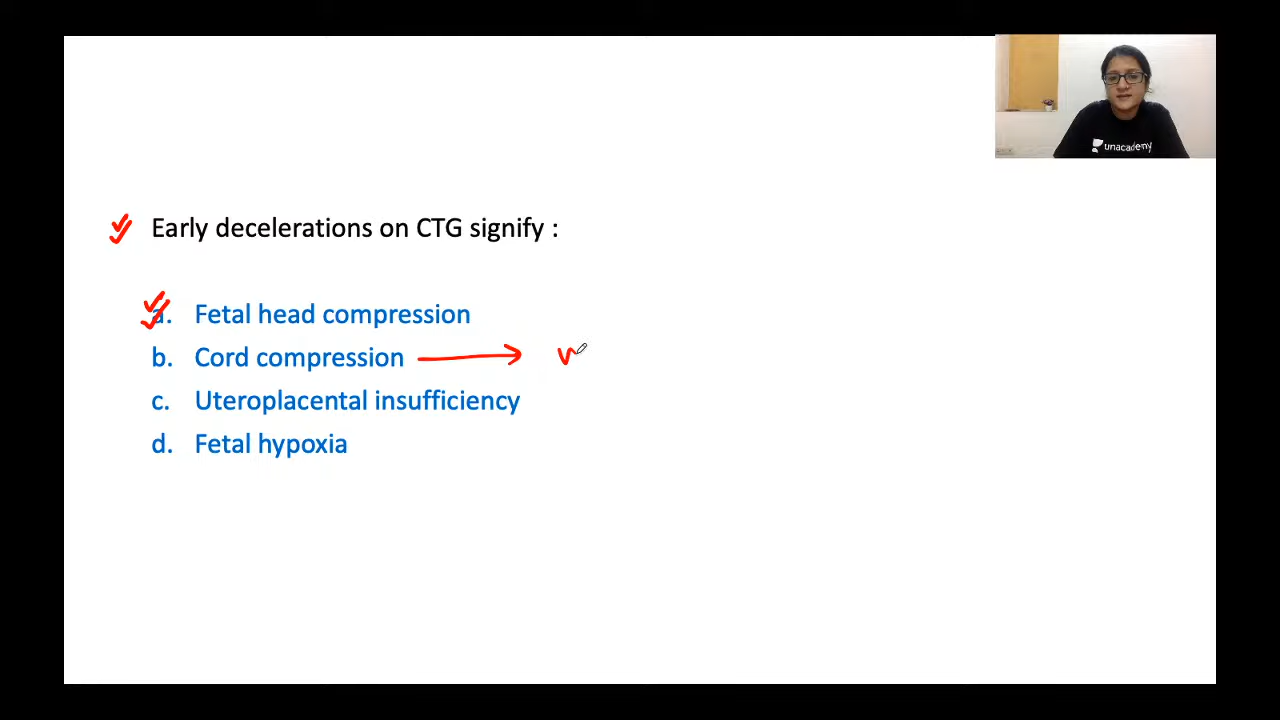 unacademy
Early decelerations on CTG signify :
a. Fetal head compression
b. Cord compression
c. Uteroplacental insufficiency
d. Fetal hypoxia